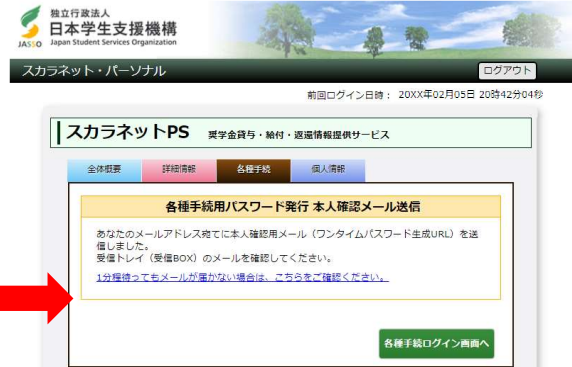 独立行政法人
日本学生支援機構
JASSO Japan Student Services Organization
スカラネット・パーソナル
ログアウト
前回ログイン日時： 20XX年02月05日 20時42分04秒
スカラネットPS 奨学金貸与・給付・返還情報提供サービス
全体概要 詳細情報 各種手続 個人情報
各種手続用パスワード発行 本人確認メール送信
あなたのメールアドレス宛てに本人確認用メール（ワンタイムパスワード生成URL）を送
信しました。
受信トレイ（受信BOX）のメールを確認してください。
1分程待ってもメールが届かない場合は、こちらをご確認ください。
各種手続ログイン画面へ